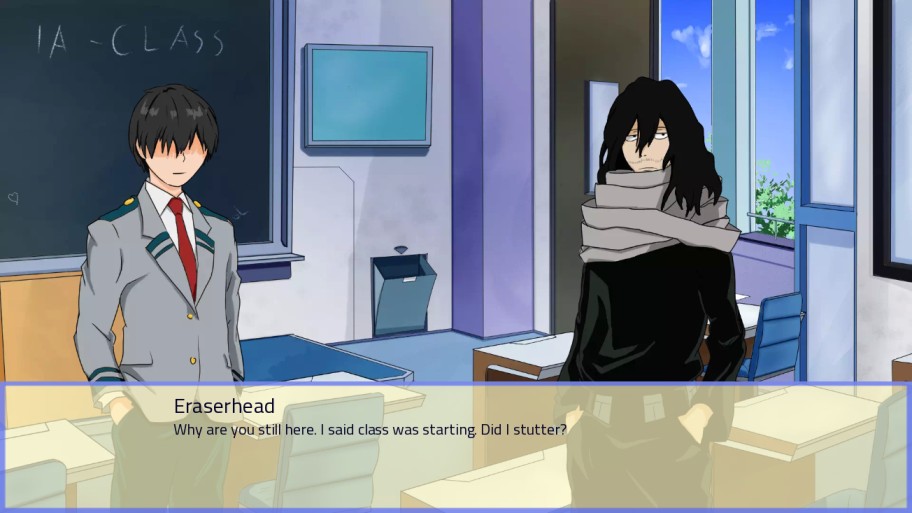 1A-CLASS
Eraserhead
Why are you still here. I said class was starting. Did I stutter?